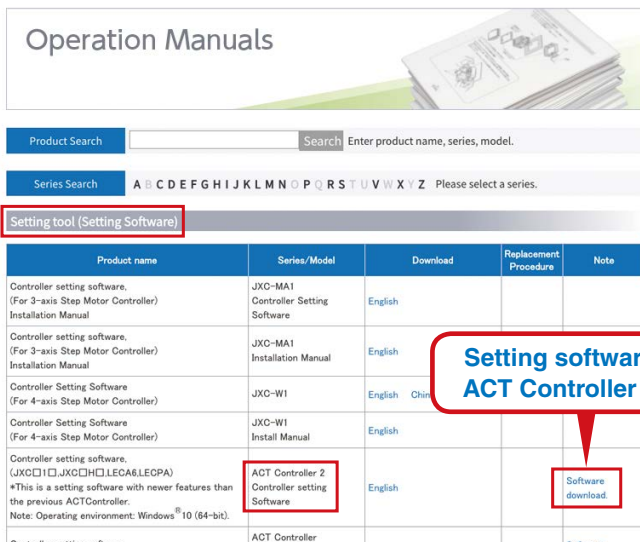 Operation Manuals
Product Search
Search Enter product name, series, model.
Series Search
A B C D E F G H I J K L M N O P Q R S T U V W X Y Z Please select a series.
Setting tool (Setting Software)
Product name Series/Model Download Replacement Procedure Note
Controller setting software,
(For 3-axis Step Motor Controller)
Installation Manual
JXC-MA1
Controller Setting
Software
English
Controller setting software,
(For 3-axis Step Motor Controller)
Installation Manual
JXC-MA1
Installation Manual
English
Controller Setting Software
(For 4-axis Step Motor Controller)
JXC-W1
English
Controller Setting Software
(For 4-axis Step Motor Controller)
JXC-W1
Install Manual
English
Setting
ACT Controller
Controller setting software,
(JXC□1□,JXC□H□,LECA6,LECPA)
*This is a setting software with newer features than
the previous ACTController.
Note: Operating environment: Windows®10 (64-bit).
ACT Controller 2
Controller setting
Software
English
Software
download.
ACT Controller